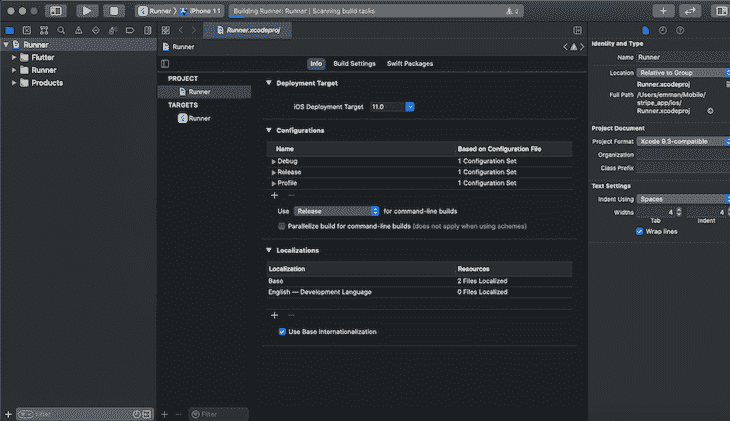 Runner
iPhone 11
Building Runner: Runner | Scanning build tasks
Runner.xcodeproj
Runner
Flutter
Runner
Products
Filter
Runner
Info
Build Settings
Swift Packages
PROJECT
Runner
TARGETS
Runner
Filter
Deployment Target
iOS Deployment Target
11.0
Configurations
Name
Based on Configuration File
Debug
1 Configuration Set
Release
1 Configuration Set
Profile
1 Configuration Set
Use
Release
for command-line builds
Parallelize build for command-line builds (does not apply when using schemes)
Localizations
Localization
Resources
Base
2 Files Localized
English — Development Language
0 Files Localized
Use Base Internationalization
Identity and Type
Name
Runner
Location
Relative to Group
Runner.xcodeproj
Full Path
/Users/emman/Mobile/
stripe_app/ios/
Runner.xcodeproj
Project Document
Project Format
Xcode 9.3-compatible
Organization
Class Prefix
Text Settings
Indent Using
Spaces
Widths
4
4
Tab
Indent
Wrap lines